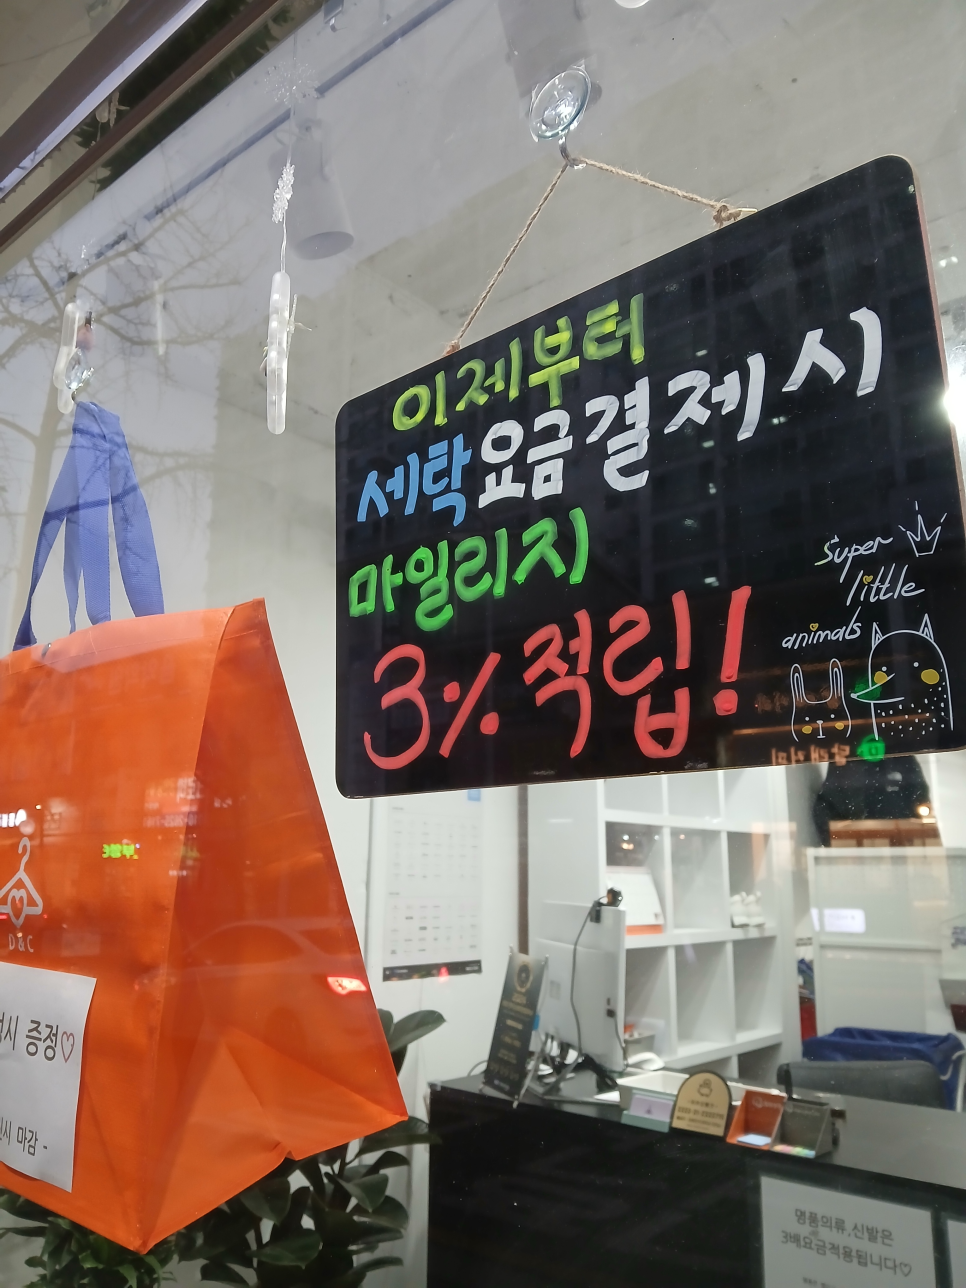 이제부터
세탁요금결제시
마일리지
3% 적립!
super
little
animals
D&C
시 증정♡
시 마감 -
명품의류,신발은
3배요금적용됩니다♡